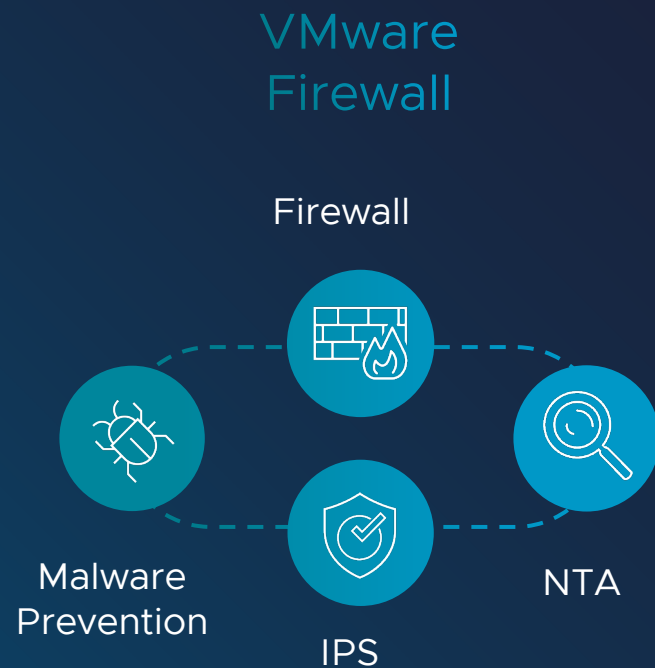 VMware
Firewall
Firewall
Malware
Prevention
NTA
IPS